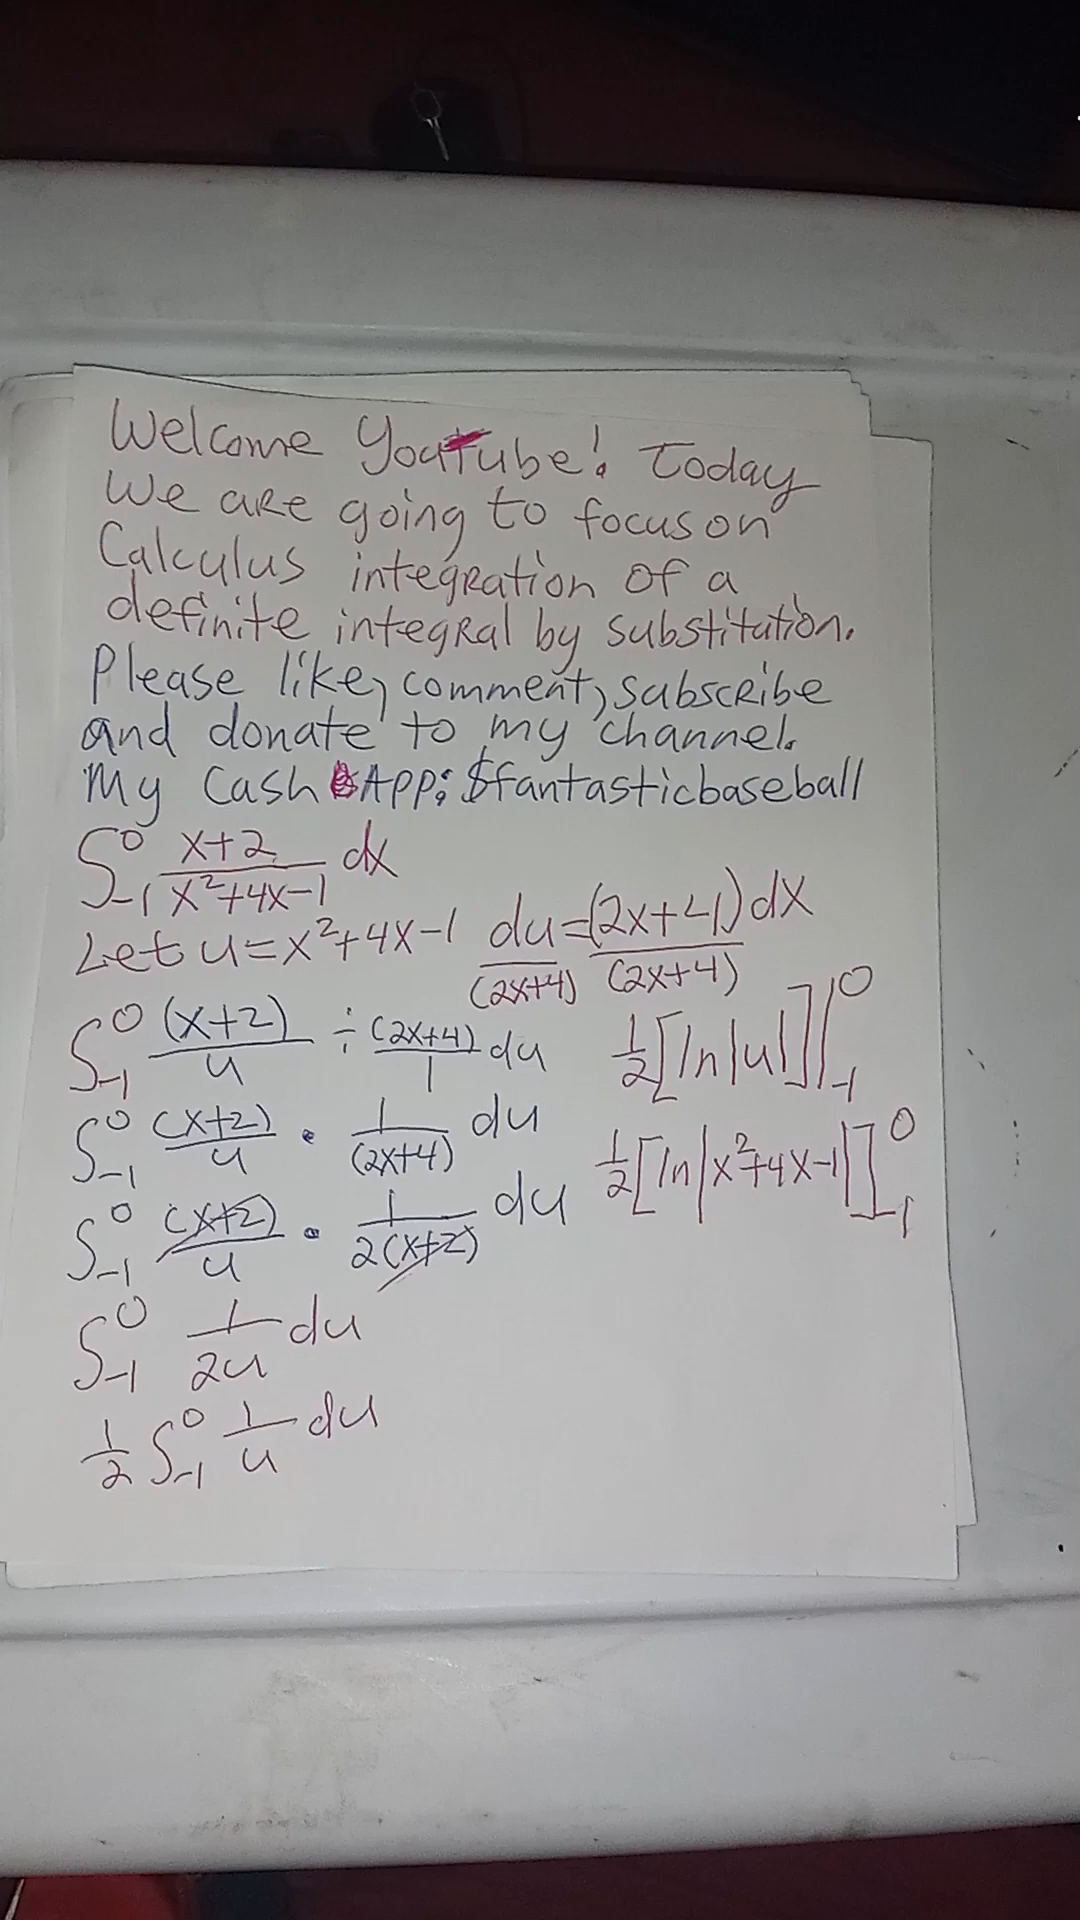 Welcome YouTube! Today
We are going to focus on
Calculus integration of a
definite integral by substitution.
Please like, comment, subscribe
and donate to my channel.
My Cash App: $fantasticbaseball
∫₋₁⁰ (x+2)/(x²+4x-1) dx
Let u=x²+4x-1 du/(2x+4)=(2x+4)dx/(2x+4)
∫₋₁⁰ (x+2)/u ÷ (2x+4)/1 du
∫₋₁⁰ (x+2)/u · 1/(2x+4) du
∫₋₁⁰ (x+2)/u · 1/2(x+2) du
∫₋₁⁰ 1/2u du
1/2 ∫₋₁⁰ 1/u du
1/2[ln|u|]|₋₁⁰
1/2[ln|x²+4x-1|]₋₁⁰